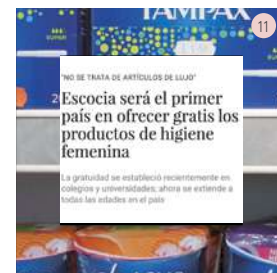 TAMPAX
11
"NO SE TRATA DE ARTÍCULOS DE LUJO"
Escocia será el primer
país en ofrecer gratis los
productos de higiene
femenina
La gratuidad se estableció recientemente en
colegios y universidades; ahora se extiende a
todas las edades en el país